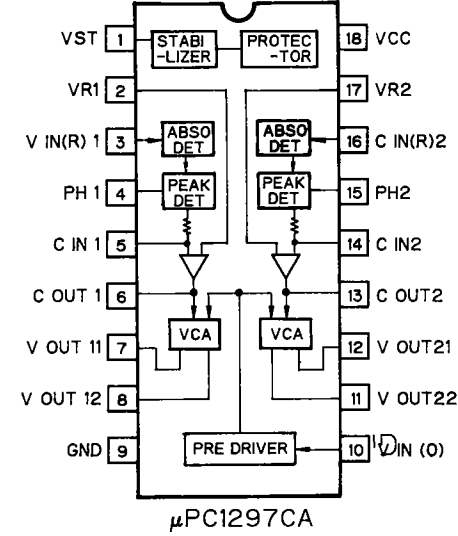 VST 1 STABI PROTEC 18 VCC
-LIZER -TOR
VR1 2 17 VR2
V IN(R) 1 3 ABSO ABSO 16 C IN(R)2
DET DET
PH 1 4 PEAK PEAK 15 PH2
DET DET
C IN 1 5 14 C IN2
C OUT 1 6 13 C OUT2
V OUT 11 7 VCA VCA 12 V OUT21
V OUT 12 8 11 V OUT22
GND 9 PRE DRIVER 10 VIN (O)
μPC1297CA